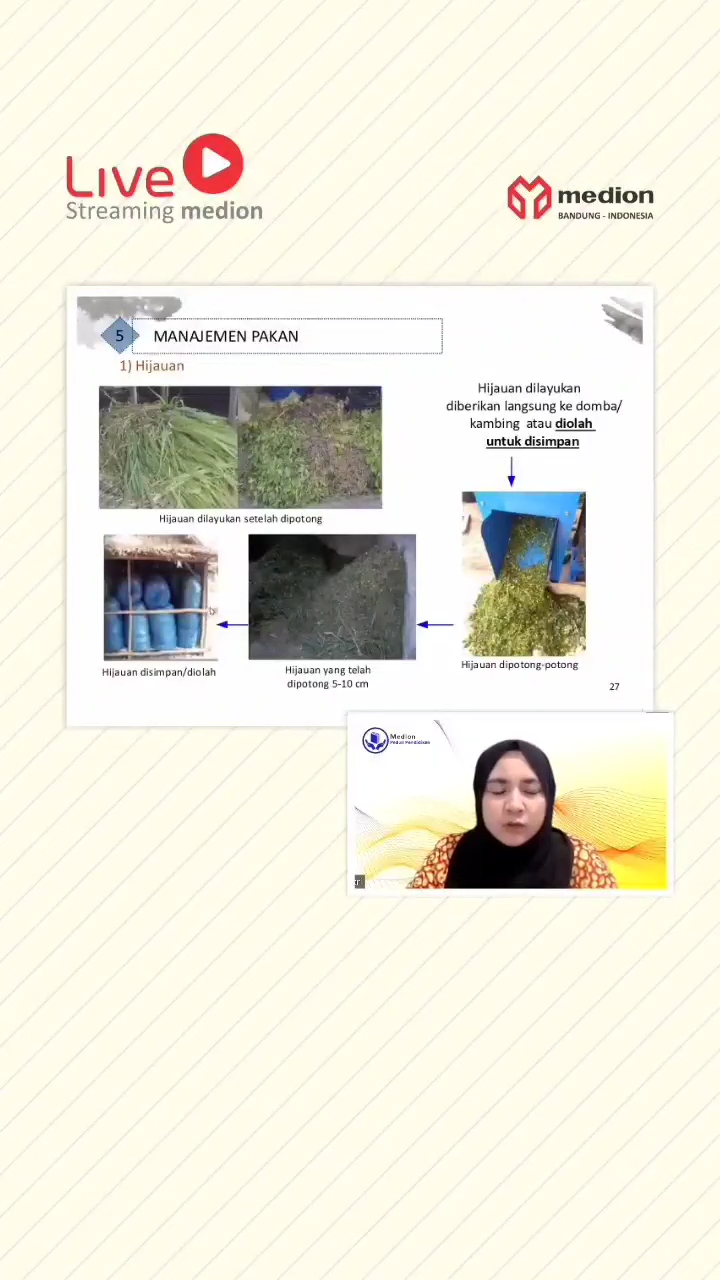 Live
Streaming medion
medion
BANDUNG - INDONESIA
5
MANAJEMEN PAKAN
1) Hijauan
Hijauan dilayukan
diberikan langsung ke domba/
kambing atau diolah
untuk disimpan
Hijauan dilayukan setelah dipotong
Hijauan disimpan/diolah
Hijauan yang telah
dipotong 5-10 cm
Hijauan dipotong-potong
27
Medion
Peduli Pendidikan